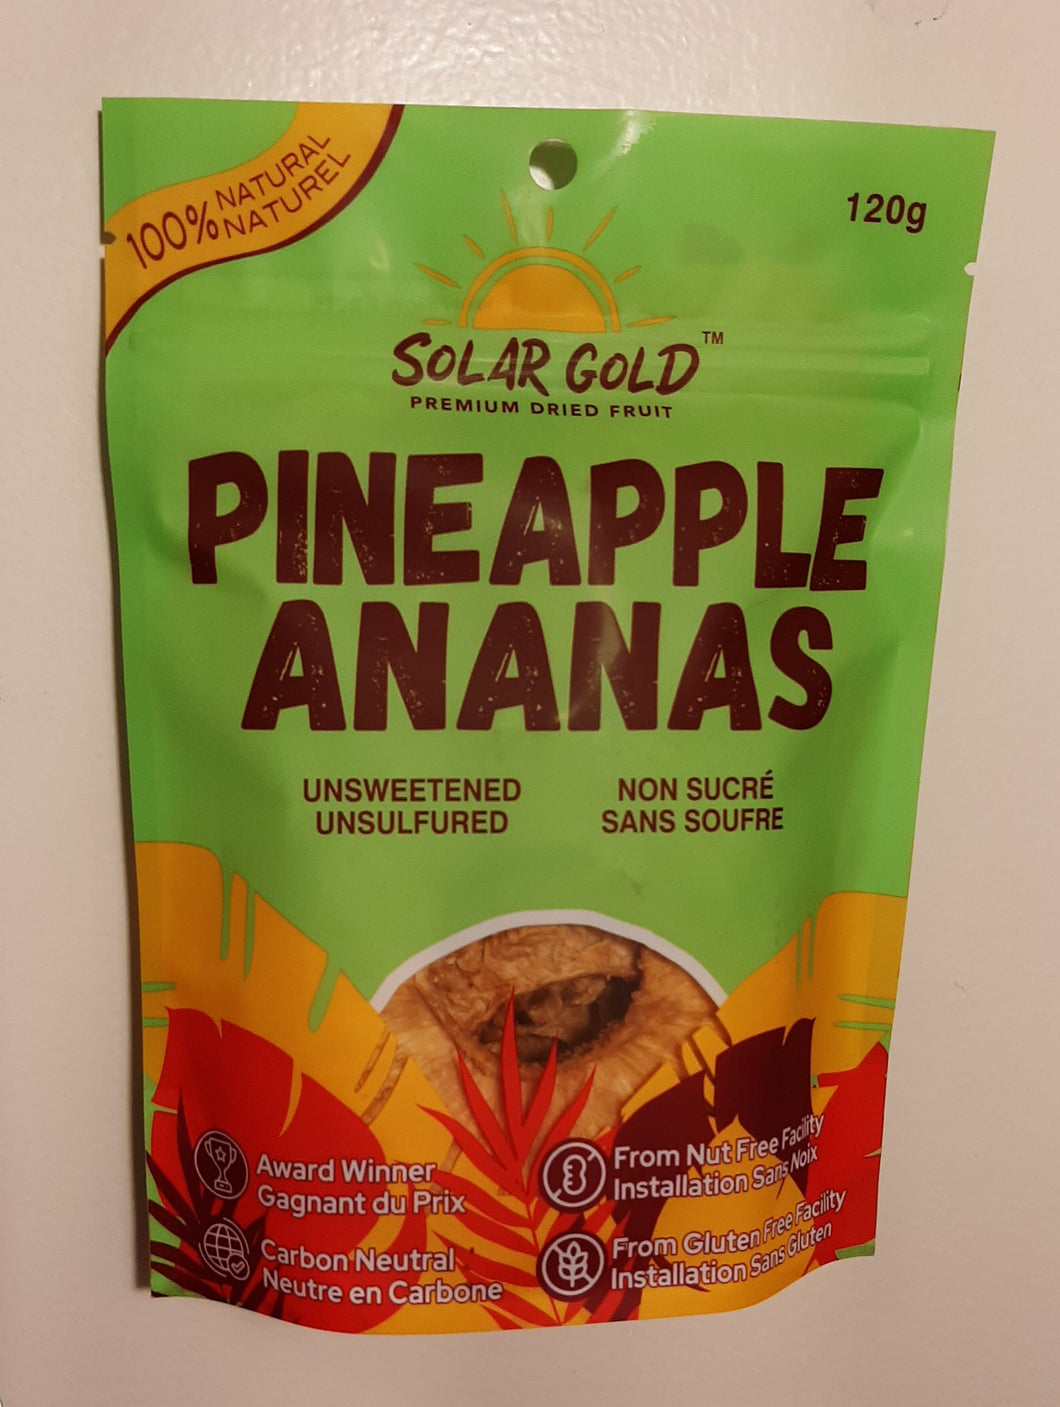 100% NATURAL
NATUREL
120g
SOLAR GOLD™
PREMIUM DRIED FRUIT
PINEAPPLE
ANANAS
UNSWEETENED
UNSULFURED
NON SUCRÉ
SANS SOUFRE
Award Winner
Gagnant du Prix
Carbon Neutral
Neutre en Carbone
From Nut Free Facility
Installation Sans Noix
From Gluten Free Facility
Installation Sans Gluten